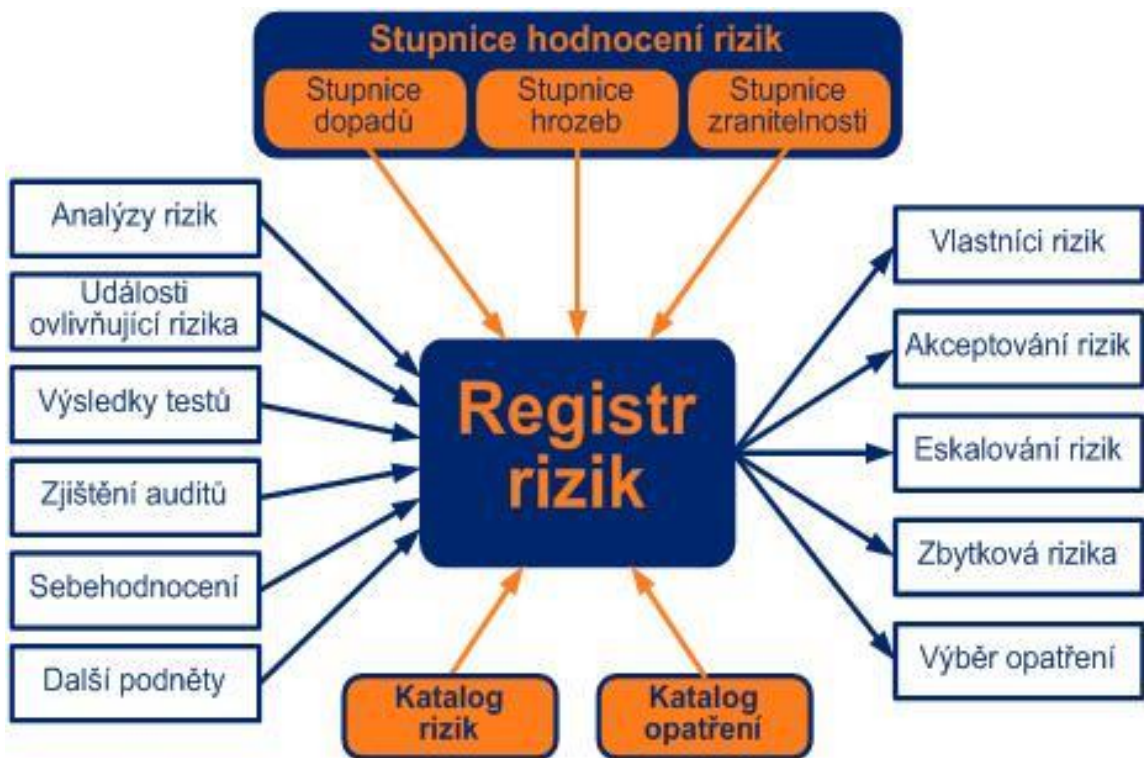 Stupnice hodnocení rizik
Stupnice
dopadů
Stupnice
hrozeb
Stupnice
zranitelnosti
Analýzy rizik
Události
ovlivňující rizika
Výsledky testů
Zjištění auditů
Sebehodnocení
Další podněty
Registr
rizik
Vlastníci rizik
Akceptování rizik
Eskalování rizik
Zbytková rizika
Výběr opatření
Katalog
rizik
Katalog
opatření